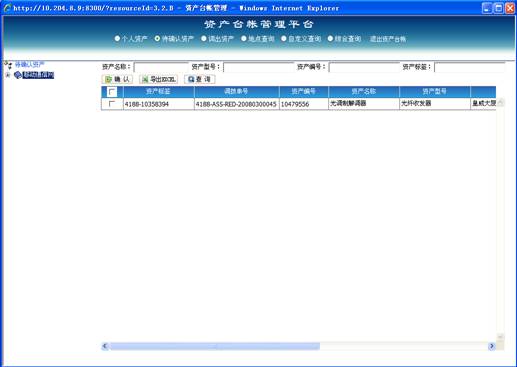 http://10.204.8.9:8300/?resourceId=3.2.B - 资产台帐管理 - Windows Internet Explorer
资产台帐管理平台
个人资产 待确认资产 调出资产 地点查询 自定义查询 综合查询 退出资产台帐
待确认资产
移动通信网
资产名称： 资产型号： 资产编号： 资产标签：
确 认 导出EXCEL 查 询
资产标签 调拨单号 资产编号 资产名称 资产型号
4188-10358394 4188-ASS-RED-20080300045 10479556 光调制解调器 光纤收发器 皇威大厦